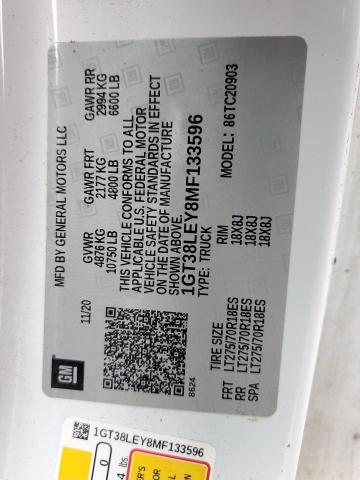 MFD BY GENERAL MOTORS LLC
11/20
GVWR GAWR FRT GAWR RR
4876 KG 2177 KG 2994 KG
10750 LB 4800 LB 6600 LB
THIS VEHICLE CONFORMS TO ALL
APPLICABLE U.S. FEDERAL MOTOR
VEHICLE SAFETY STANDARDS IN EFFECT
ON THE DATE OF MANUFACTURE
SHOWN ABOVE.
1GT38LEY8MF133596
TYPE: TRUCK MODEL: 86TC20903
GM
8624
TIRE SIZE RIM
FRT LT275/70R18ES 18X8J
RR LT275/70R18ES 18X8J
SPA LT275/70R18ES 18X8J
1GT38LEY8MF133596
0
lbs